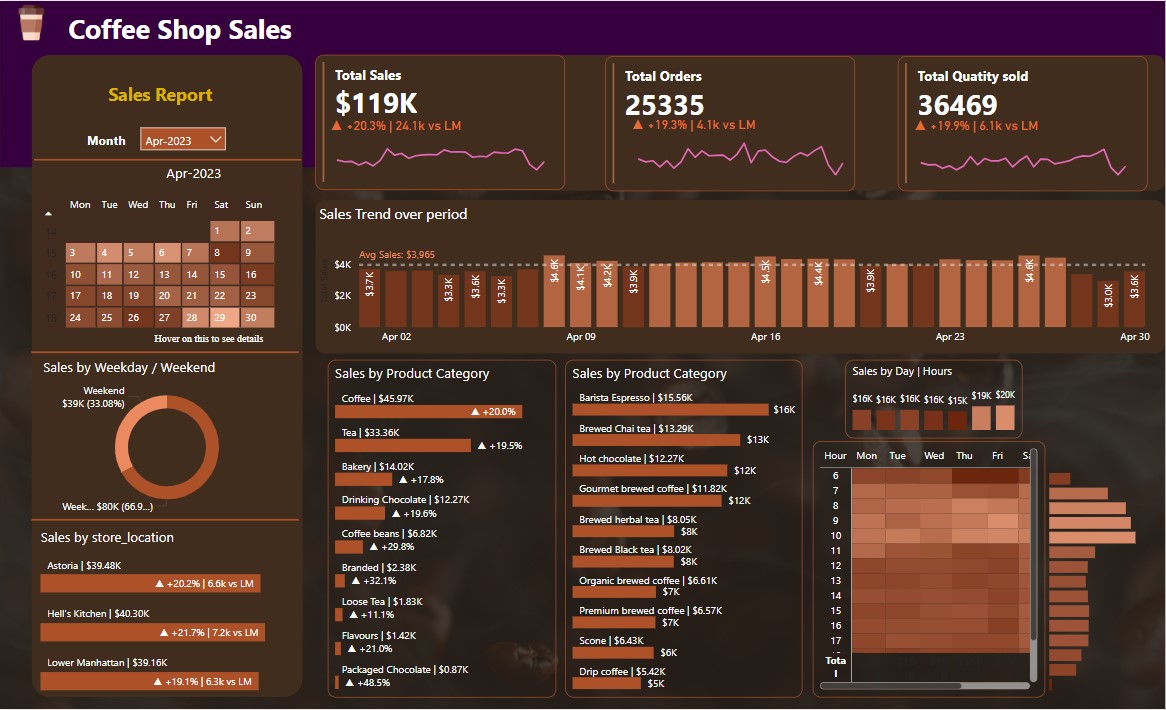 Coffee Shop Sales
Sales Report
Month
Apr-2023
Apr-2023
Mon Tue Wed Thu Fri Sat Sun
14 1 2
15 3 4 5 6 7 8 9
16 10 11 12 13 14 15 16
17 17 18 19 20 21 22 23
18 24 25 26 27 28 29 30
Hover on this to see details
Sales by Weekday / Weekend
Weekend
$39K (33.08%)
Week... $80K (66.9...)
Sales by store_location
Astoria | $39.48K
▲ +20.2% | 6.6k vs LM
Hell's Kitchen | $40.30K
▲ +21.7% | 7.2k vs LM
Lower Manhattan | $39.16K
▲ +19.1% | 6.3k vs LM
Total Sales
$119K
▲ +20.3% | 24.1k vs LM
Total Orders
25335
▲ +19.3% | 4.1k vs LM
Total Quatity sold
36469
▲ +19.9% | 6.1k vs LM
Sales Trend over period
Avg Sales: $3,965
$4K
$2K
$0K
$3.7K $3.3K $3.6K $3.3K $4.6K $4.1K $4.2K $3.9K $4.5K $4.4K $3.9K $4.6K $3.0K $3.6K
Apr 02 Apr 09 Apr 16 Apr 23 Apr 30
Sales by Product Category
Coffee | $45.97K
▲ +20.0%
Tea | $33.36K
▲ +19.5%
Bakery | $14.02K
▲ +17.8%
Drinking Chocolate | $12.27K
▲ +19.6%
Coffee beans | $6.82K
▲ +29.8%
Branded | $2.38K
▲ +32.1%
Loose Tea | $1.83K
▲ +11.1%
Flavours | $1.42K
▲ +21.0%
Packaged Chocolate | $0.87K
▲ +48.5%
Sales by Product Category
Barista Espresso | $15.56K
$16K
Brewed Chai tea | $13.29K
$13K
Hot chocolate | $12.27K
$12K
Gourmet brewed coffee | $11.82K
$12K
Brewed herbal tea | $8.05K
$8K
Brewed Black tea | $8.02K
$8K
Organic brewed coffee | $6.61K
$7K
Premium brewed coffee | $6.57K
$7K
Scone | $6.43K
$6K
Drip coffee | $5.42K
$5K
Sales by Day | Hours
$16K $16K $16K $16K $15K $19K $20K
Hour Mon Tue Wed Thu Fri Sa
6
7
8
9
10
11
12
13
14
15
16
17
Tota
l